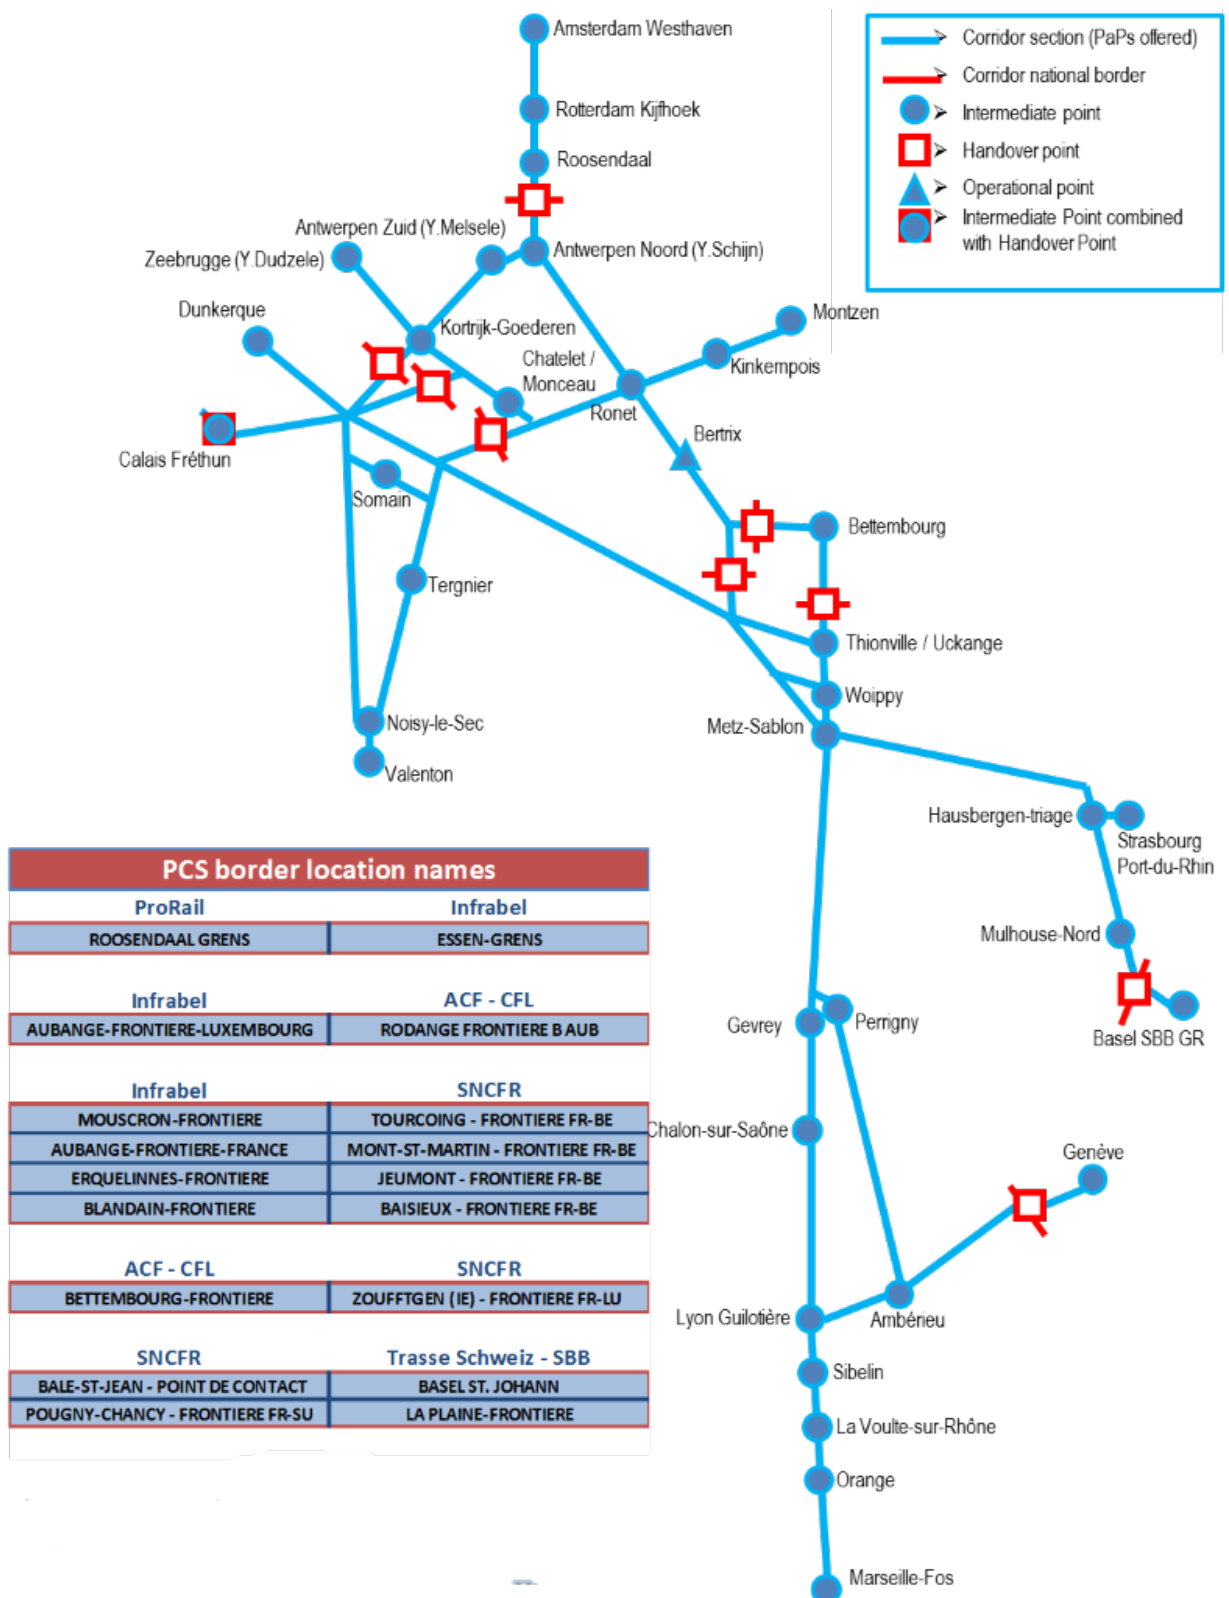 Amsterdam Westhaven
Rotterdam Kijfhoek
Roosendaal
Antwerpen Zuid (Y.Melsele)
Zeebrugge (Y.Dudzele)
Antwerpen Noord (Y.Schijn)
Dunkerque
Kortrijk-Goederen
Montzen
Chatelet /
Monceau
Kinkempois
Ronet
Bertrix
Calais Fréthun
Somain
Bettembourg
Tergnier
Thionville / Uckange
Woippy
Metz-Sablon
Noisy-le-Sec
Valenton
Hausbergen-triage
Strasbourg
Port-du-Rhin
Mulhouse-Nord
Gevrey
Perrigny
Basel SBB GR
Chalon-sur-Saône
Genève
Lyon Guilotière
Ambérieu
Sibelin
La Voulte-sur-Rhône
Orange
Marseille-Fos
Corridor section (PaPs offered)
Corridor national border
Intermediate point
Handover point
Operational point
Intermediate Point combined
with Handover Point
PCS border location names
ProRail Infrabel
ROOSENDAAL GRENS ESSEN-GRENS
Infrabel ACF - CFL
AUBANGE-FRONTIERE-LUXEMBOURG RODANGE FRONTIERE B AUB
Infrabel SNCFR
MOUSCRON-FRONTIERE TOURCOING - FRONTIERE FR-BE
AUBANGE-FRONTIERE-FRANCE MONT-ST-MARTIN - FRONTIERE FR-BE
ERQUELINNES-FRONTIERE JEUMONT - FRONTIERE FR-BE
BLANDAIN-FRONTIERE BAISIEUX - FRONTIERE FR-BE
ACF - CFL SNCFR
BETTEMBOURG-FRONTIERE ZOUFFTGEN (IE) - FRONTIERE FR-LU
SNCFR Trasse Schweiz - SBB
BALE-ST-JEAN - POINT DE CONTACT BASEL ST. JOHANN
POUGNY-CHANCY - FRONTIERE FR-SU LA PLAINE-FRONTIERE